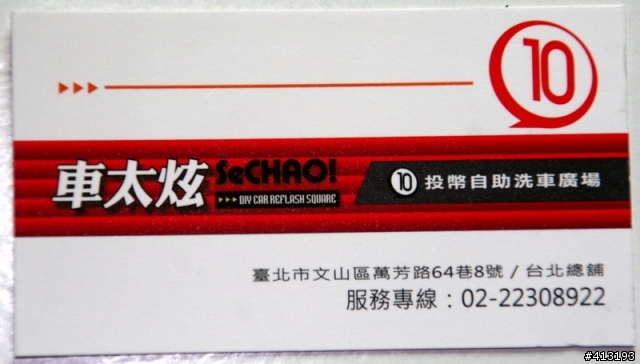 10
車太炫 SeCHAO! 10 投幣自助洗車廣場
▸▸▸ DIY CAR REFLASH SQUARE
臺北市文山區萬芳路64巷8號 / 台北總舖
服務專線：02-22308922
#413193